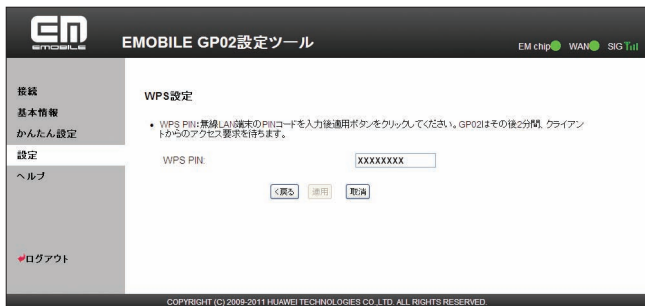 EM
EMOBILE
EMOBILE GP02設定ツール
EM chip WAN SIG
接続
基本情報
かんたん設定
設定
ヘルプ
ログアウト
WPS設定
• WPS PIN:無線LAN端末のPINコードを入力後適用ボタンをクリックしてください。GP02はその後2分間、クライアン
トからのアクセス要求を待ちます。
WPS PIN: XXXXXXXX
<戻る 適用 取消
COPYRIGHT (C) 2009-2011 HUAWEI TECHNOLOGIES CO.,LTD. ALL RIGHTS RESERVED.